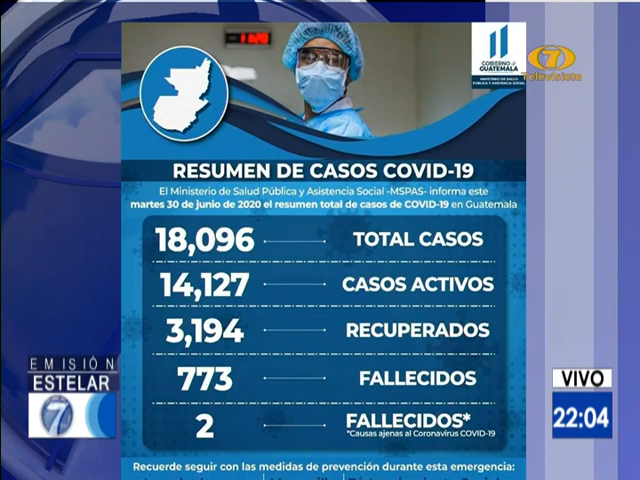 GOBIERNO de
GUATEMALA
MINISTERIO DE SALUD
PÚBLICA Y ASISTENCIA SOCIAL
7
Televisiete
RESUMEN DE CASOS COVID-19
El Ministerio de Salud Pública y Asistencia Social -MSPAS- informa este
martes 30 de junio de 2020 el resumen total de casos de COVID-19 en Guatemala
18,096 TOTAL CASOS
14,127 CASOS ACTIVOS
3,194 RECUPERADOS
773 FALLECIDOS
2 FALLECIDOS*
*Causas ajenas al Coronavirus COVID-19
Recuerde seguir con las medidas de prevención durante esta emergencia:
EMISIÓN
ESTELAR
7
VIVO
22:04